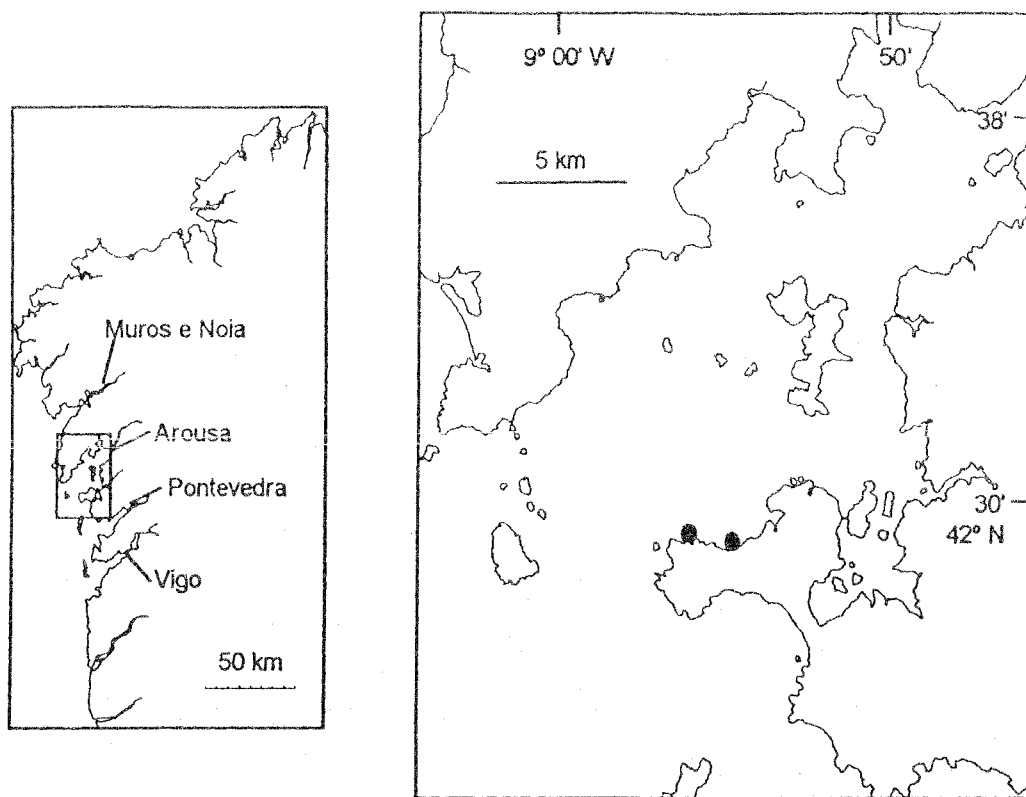 Muros e Noia
Arousa
Pontevedra
Vigo
50 km
9° 00' W
50'
38'
5 km
30'
42° N